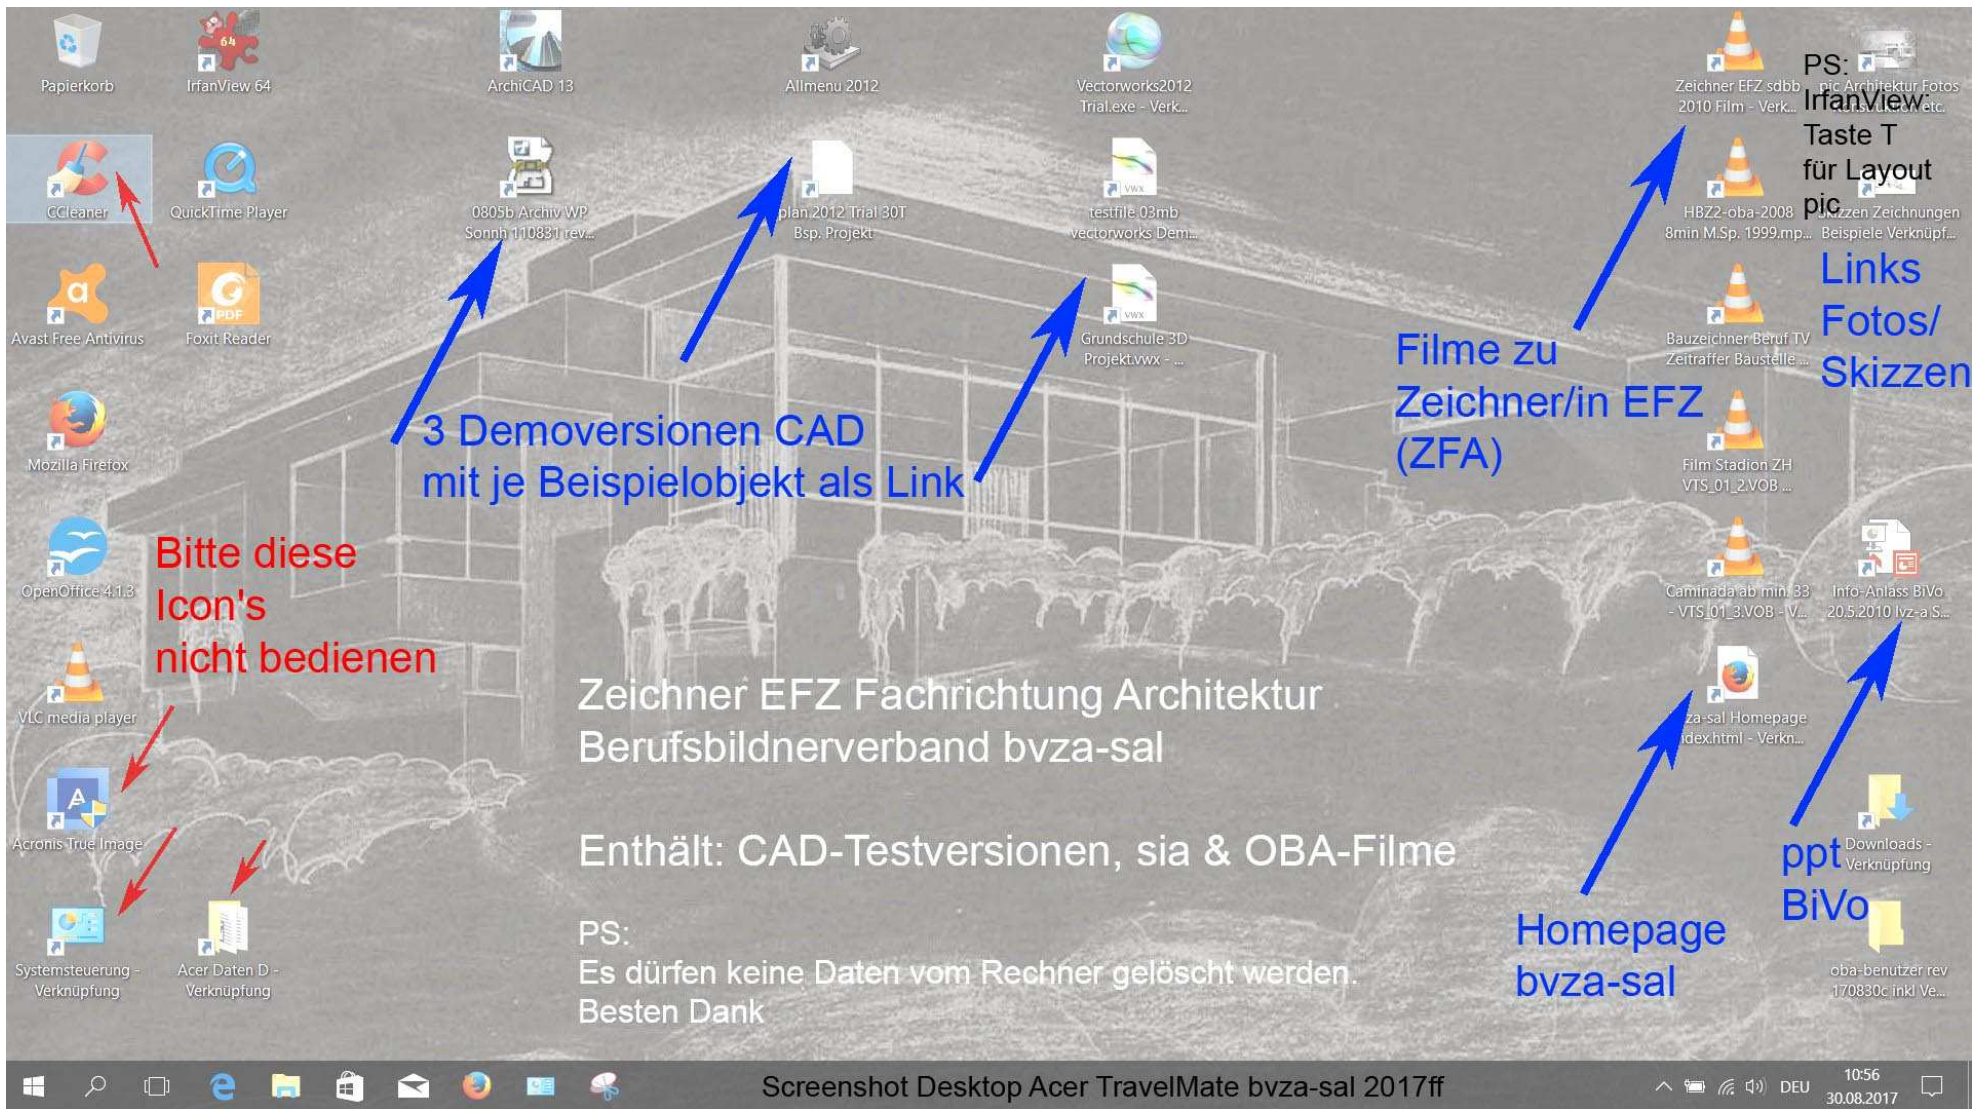 Papierkorb
IrfanView 64
ArchiCAD 13
Allmenu 2012
Vectorworks2012
Trial.exe - Verk...
Zeichner EFZ sdbb
2010 Film - Verk...
pic Architektur Fotos
etc.
PS:
IrfanView:
Taste T
für Layout
pic
CCleaner
QuickTime Player
0805b Archiv WP
Sonnh 110831 rev...
plan.2012 Trial 30T
Bsp. Projekt
testfile 03mb
vectorworks Dem...
HBZ2-oba-2008
8min M.Sp. 1999.mp...
Skizzen Zeichnungen
Beispiele Verknüpf...
Links
Fotos/
Skizzen
Avast Free Antivirus
Foxit Reader
Grundschule 3D
Projekt.vwx - ...
Bauzeichner Beruf TV
Zeitraffer Baustelle ...
Filme zu
Zeichner/in EFZ
(ZFA)
3 Demoversionen CAD
mit je Beispielobjekt als Link
Mozilla Firefox
Film Stadion ZH
VTS_01_2.VOB ...
Bitte diese
Icon's
nicht bedienen
OpenOffice 4.1.3
Caminada ab min. 33
- VTS_01_3.VOB - V...
Info-Anlass BiVo
20.5.2010 lvz-a S...
VLC media player
Zeichner EFZ Fachrichtung Architektur
Berufsbildnerverband bvza-sal
za-sal Homepage
ndex.html - Verkn...
Acronis True Image
Enthält: CAD-Testversionen, sia & OBA-Filme
Downloads -
Verknüpfung
ppt
BiVo
Systemsteuerung -
Verknüpfung
Acer Daten D -
Verknüpfung
PS:
Es dürfen keine Daten vom Rechner gelöscht werden.
Besten Dank
Homepage
bvza-sal
oba-benutzer rev
170830c inkl Ve...
Screenshot Desktop Acer TravelMate bvza-sal 2017ff
DEU
10:56
30.08.2017